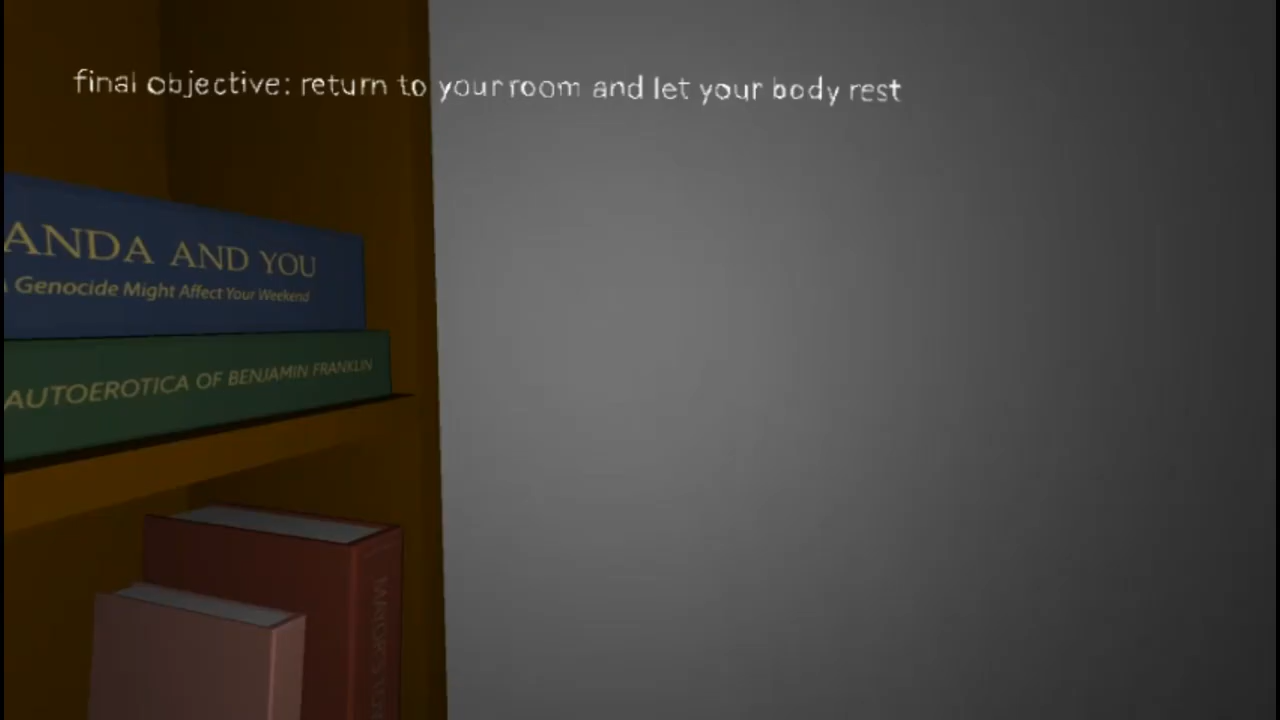 final objective: return to your room and let your body rest
ANDA AND YOU
Genocide Might Affect Your Weekend
AUTOEROTICA OF BENJAMIN FRANKLIN